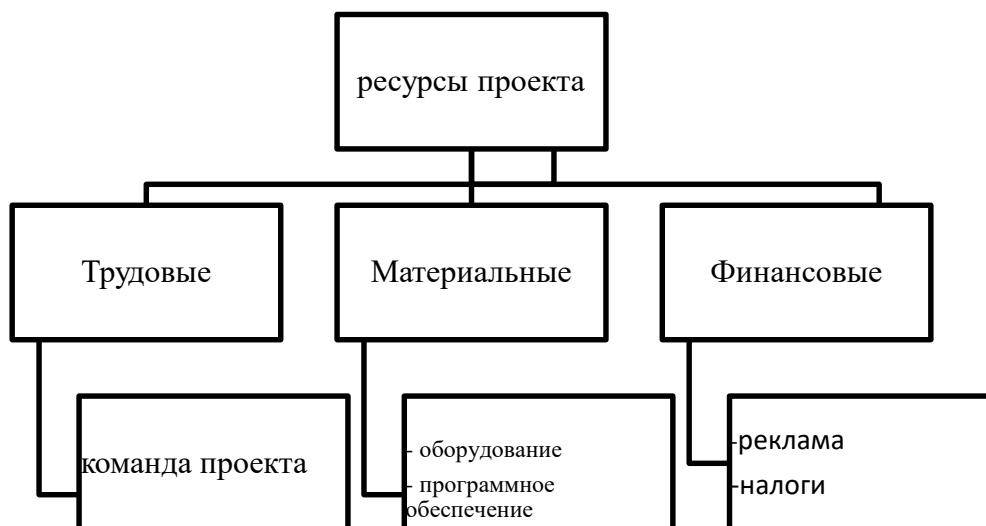 ресурсы проекта
Трудовые
Материальные
Финансовые
команда проекта
- оборудование
- программное
обеспечение
-реклама
-налоги